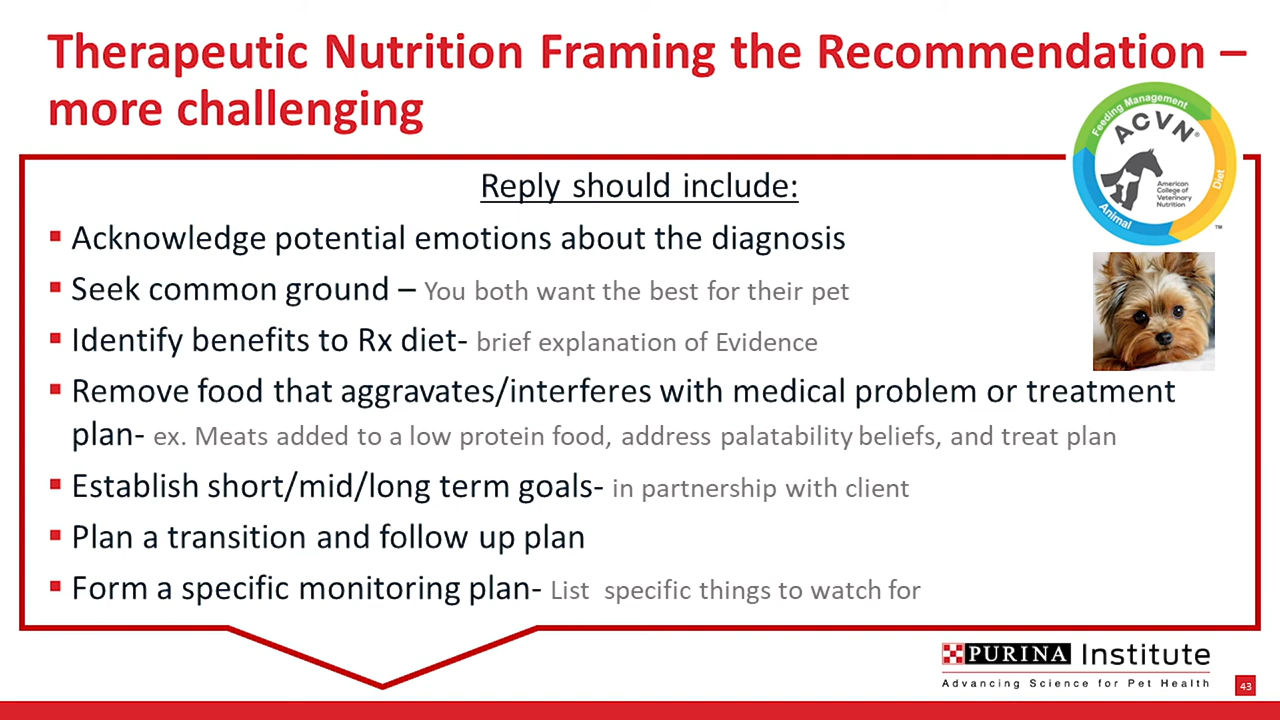 Therapeutic Nutrition Framing the Recommendation –
more challenging
Feeding Management
ACVN®
American
College of
Veterinary
Nutrition
Diet
Animal
™
Reply should include:
▪ Acknowledge potential emotions about the diagnosis
▪ Seek common ground – You both want the best for their pet
▪ Identify benefits to Rx diet- brief explanation of Evidence
▪ Remove food that aggravates/interferes with medical problem or treatment
plan- ex. Meats added to a low protein food, address palatability beliefs, and treat plan
▪ Establish short/mid/long term goals- in partnership with client
▪ Plan a transition and follow up plan
▪ Form a specific monitoring plan- List specific things to watch for
PURINA Institute
Advancing Science for Pet Health
43